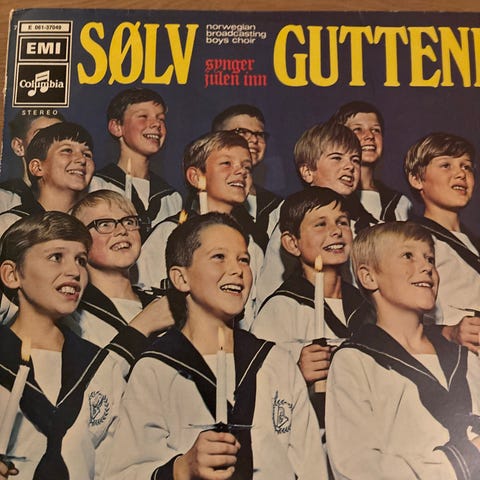 E 061-37049
EMI
Columbia
STEREO
SØLV
norwegian
broadcasting
boys choir
synger
julen inn
GUTTENE